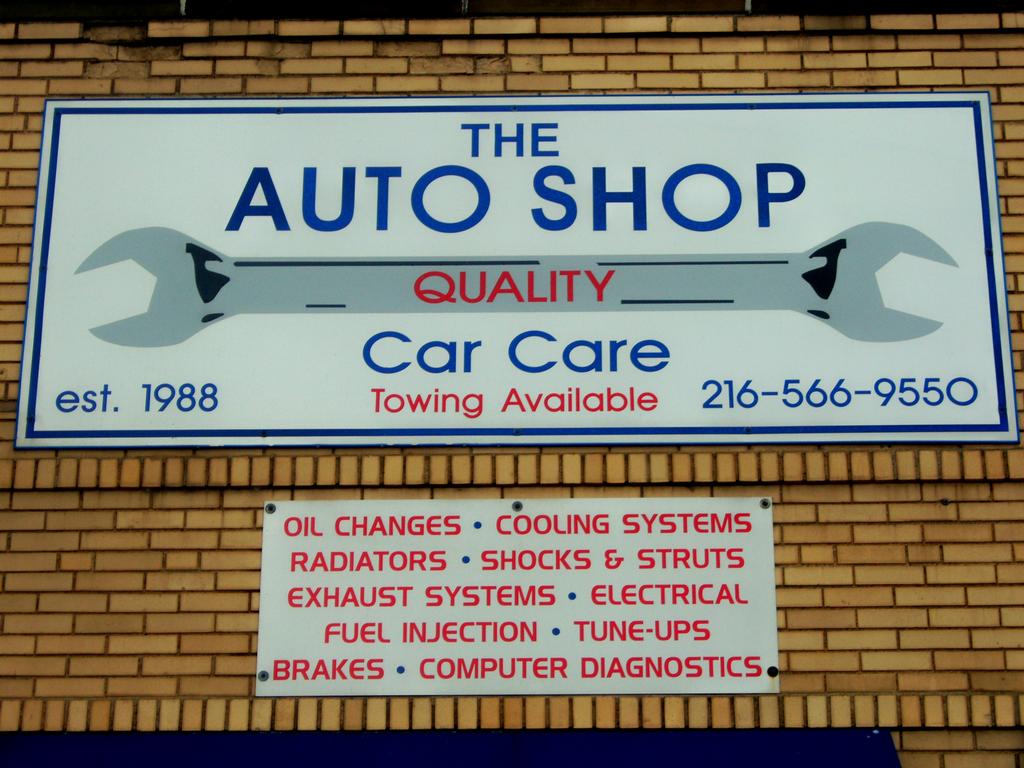 THE
AUTO SHOP
QUALITY
Car Care
est. 1988 Towing Available 216-566-9550
OIL CHANGES • COOLING SYSTEMS
RADIATORS • SHOCKS & STRUTS
EXHAUST SYSTEMS • ELECTRICAL
FUEL INJECTION • TUNE-UPS
BRAKES • COMPUTER DIAGNOSTICS